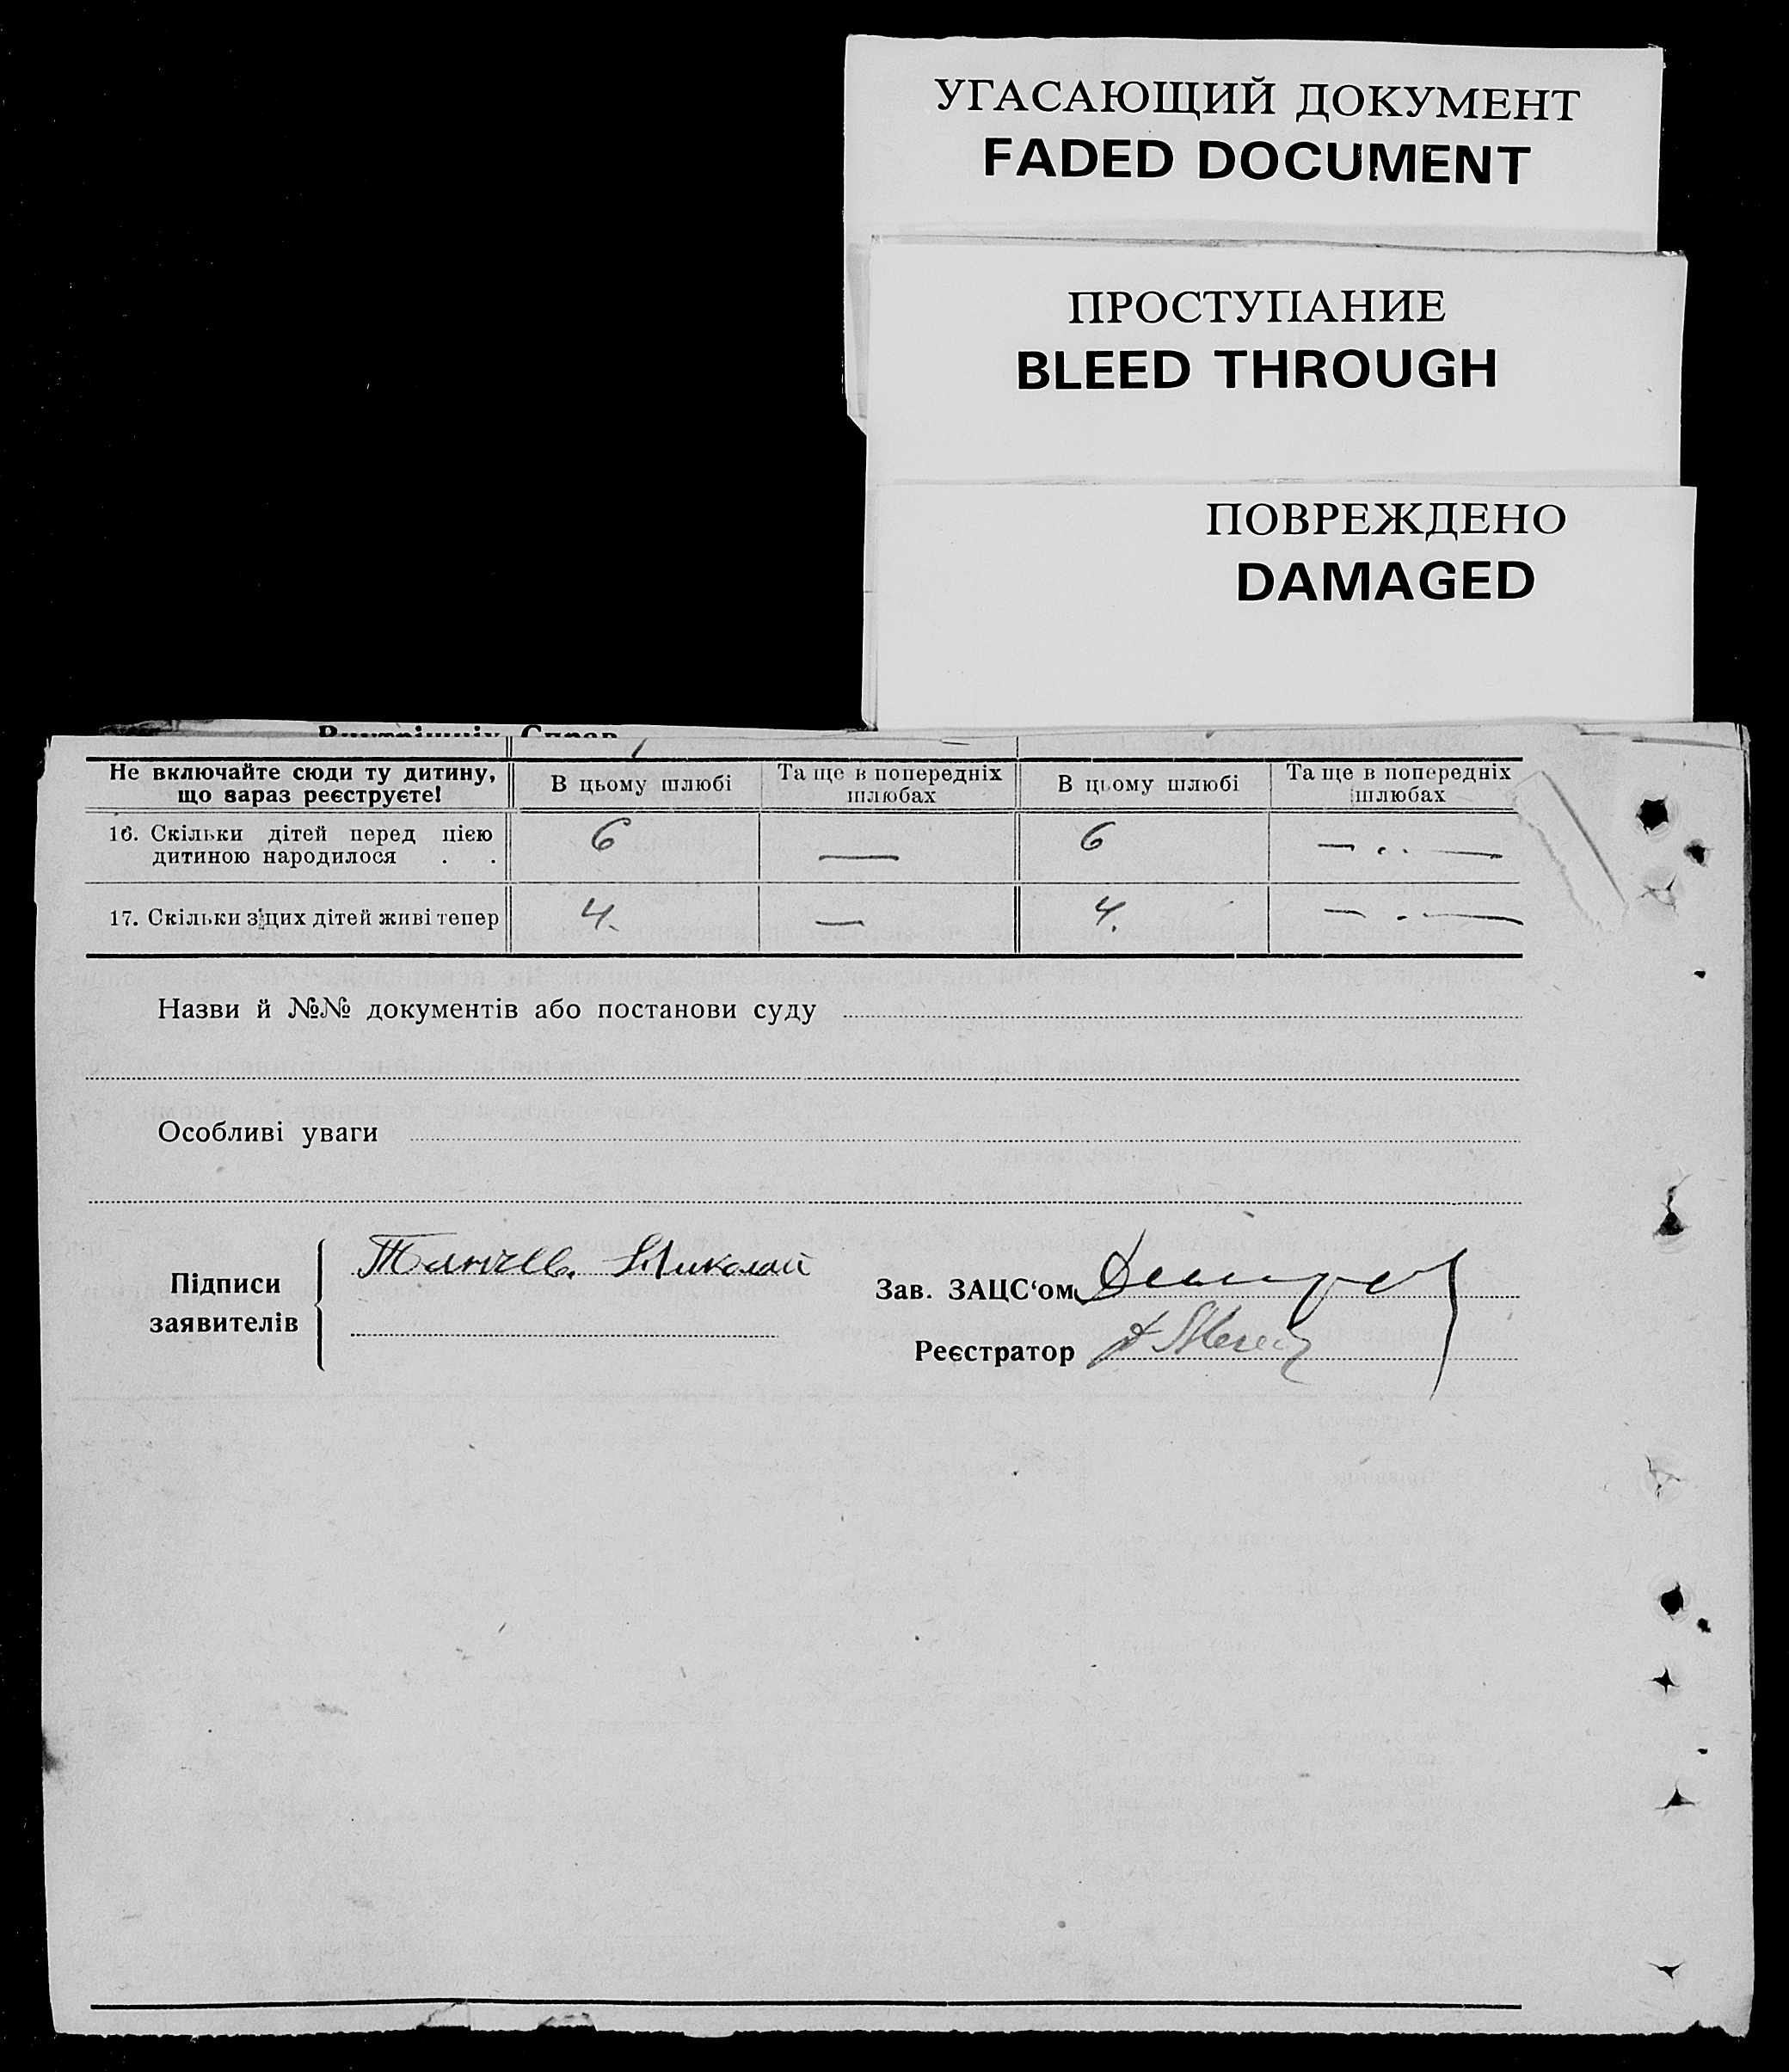 УГАСАЮЩИЙ ДОКУМЕНТ
FADED DOCUMENT
ПРОСТУПАНИЕ
BLEED THROUGH
ПОВРЕЖДЕНО
DAMAGED
Внутрішніх Справ
Не включайте сюди ту дитину, що зараз реєструєте!
В цьому шлюбі
Та ще в попередніх шлюбах
В цьому шлюбі
Та ще в попередніх шлюбах
16. Скільки дітей перед цією дитиною народилося . . 6 — 6 — . . —
17. Скільки з цих дітей живі тепер 4. — 4. — . —
Назви й №№ документів або постанови суду
Особливі уваги
Підписи заявителів
Николай
Зав. ЗАЦС‘ом
Реєстратор